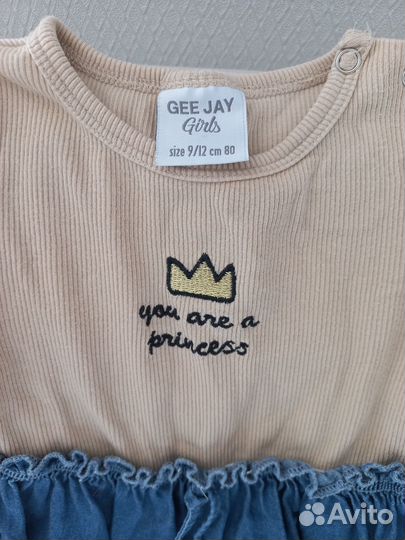 GEE JAY
Girls
size 9/12 cm 80
you are a
princess
Avito